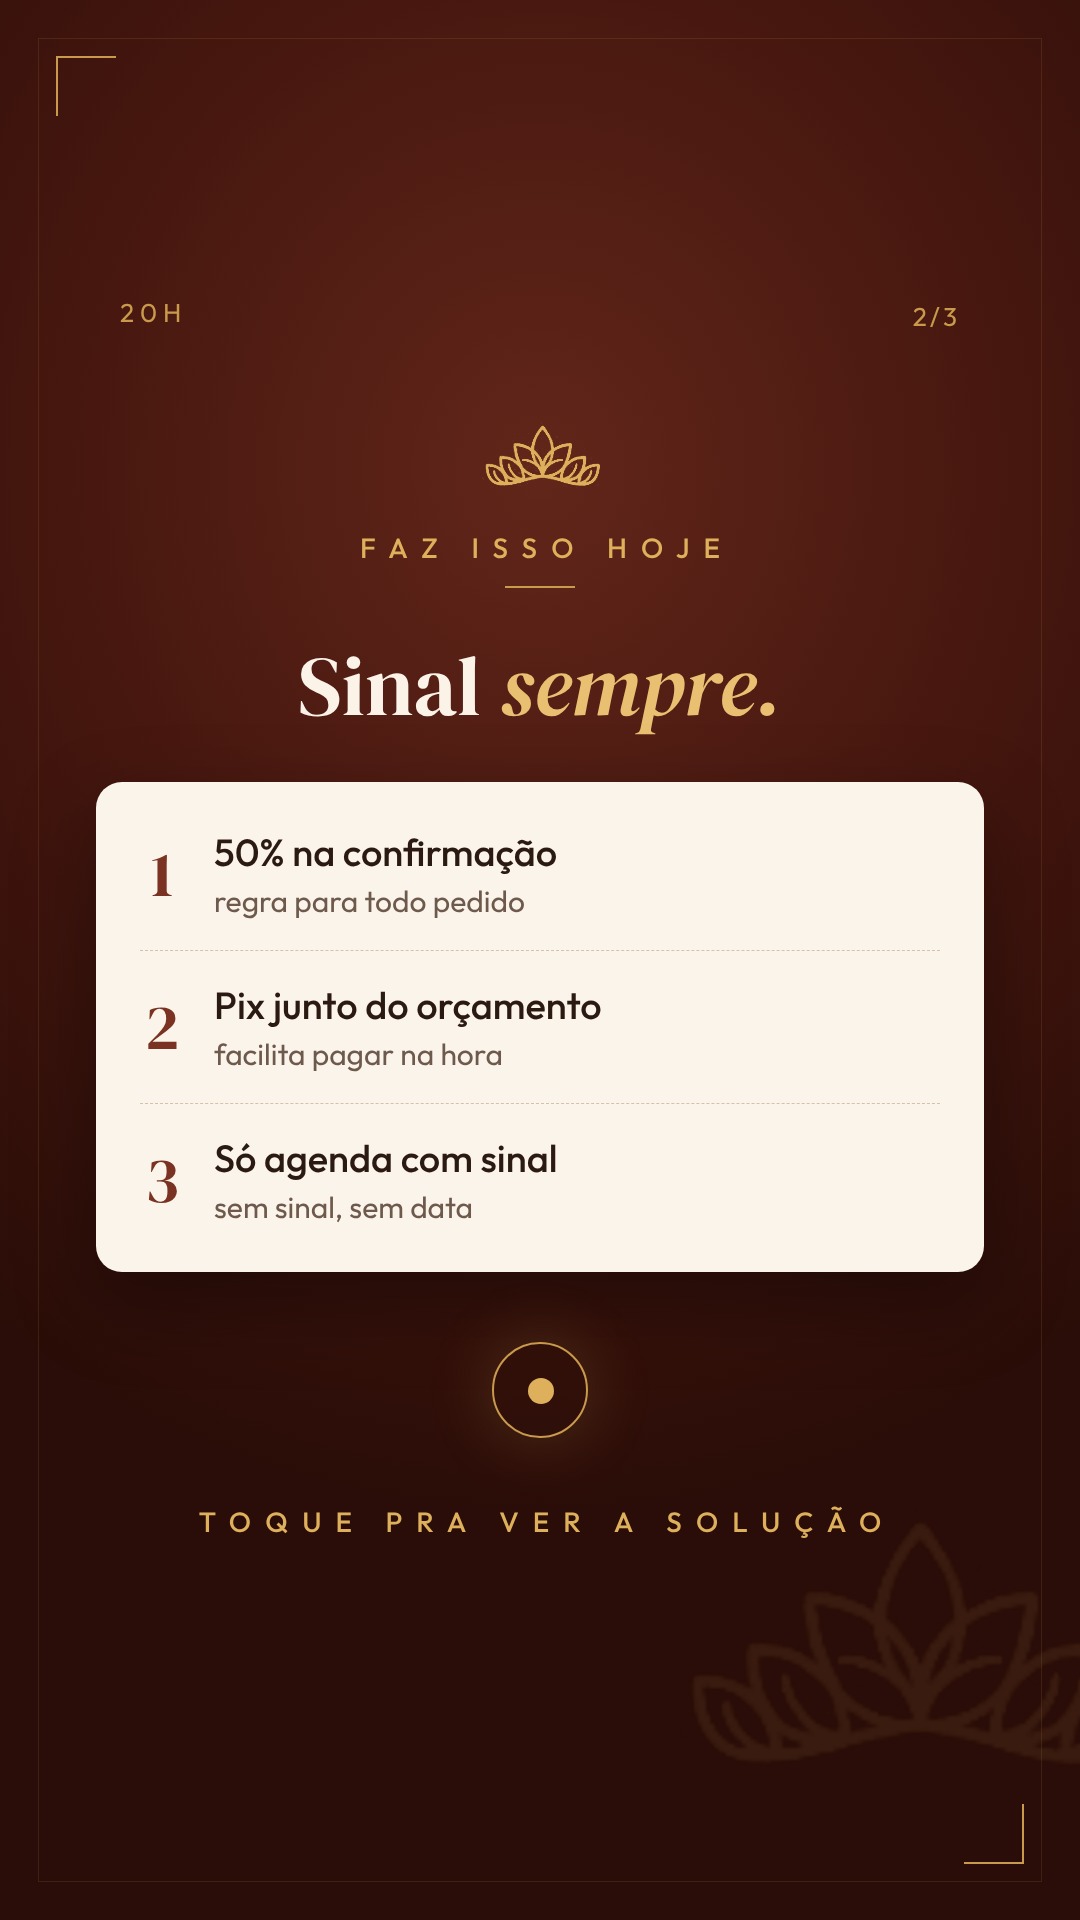 20H
2/3
FAZ ISSO HOJE
Sinal sempre.
1
50% na confirmação
regra para todo pedido
2
Pix junto do orçamento
facilita pagar na hora
3
Só agenda com sinal
sem sinal, sem data
TOQUE PRA VER A SOLUÇÃO